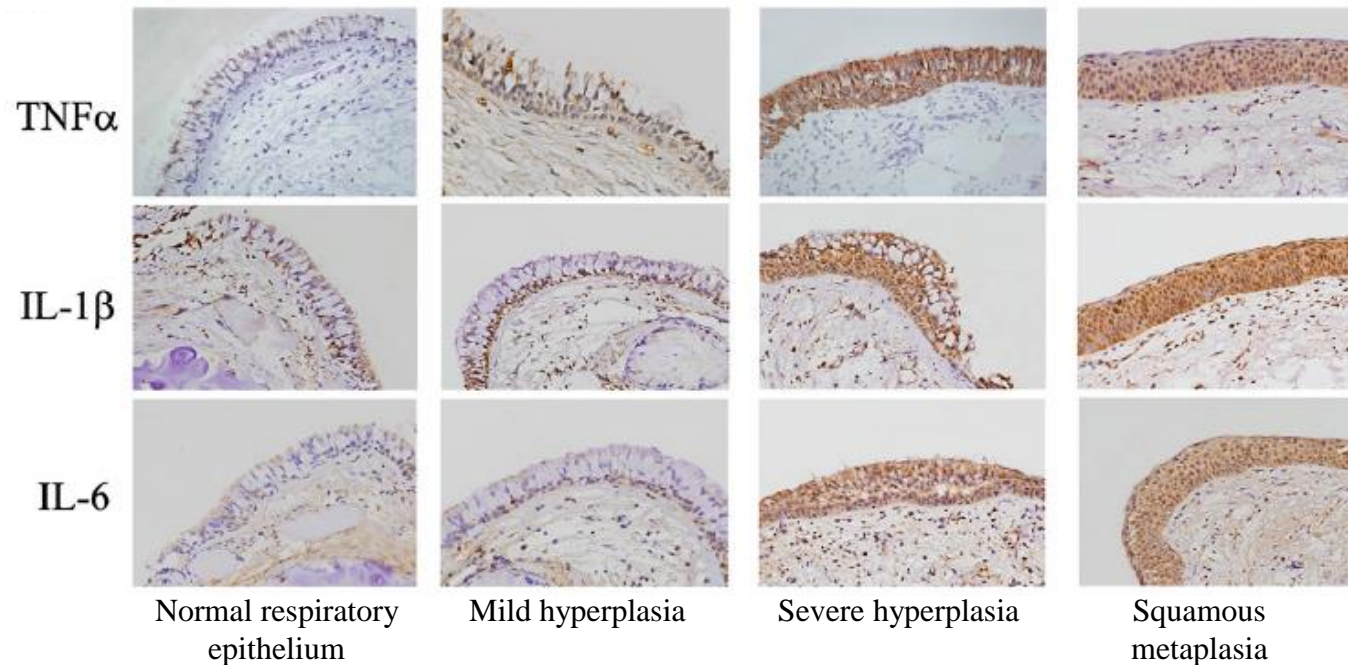 TNFα
IL-1β
IL-6
Normal respiratory
epithelium
Mild hyperplasia
Severe hyperplasia
Squamous
metaplasia